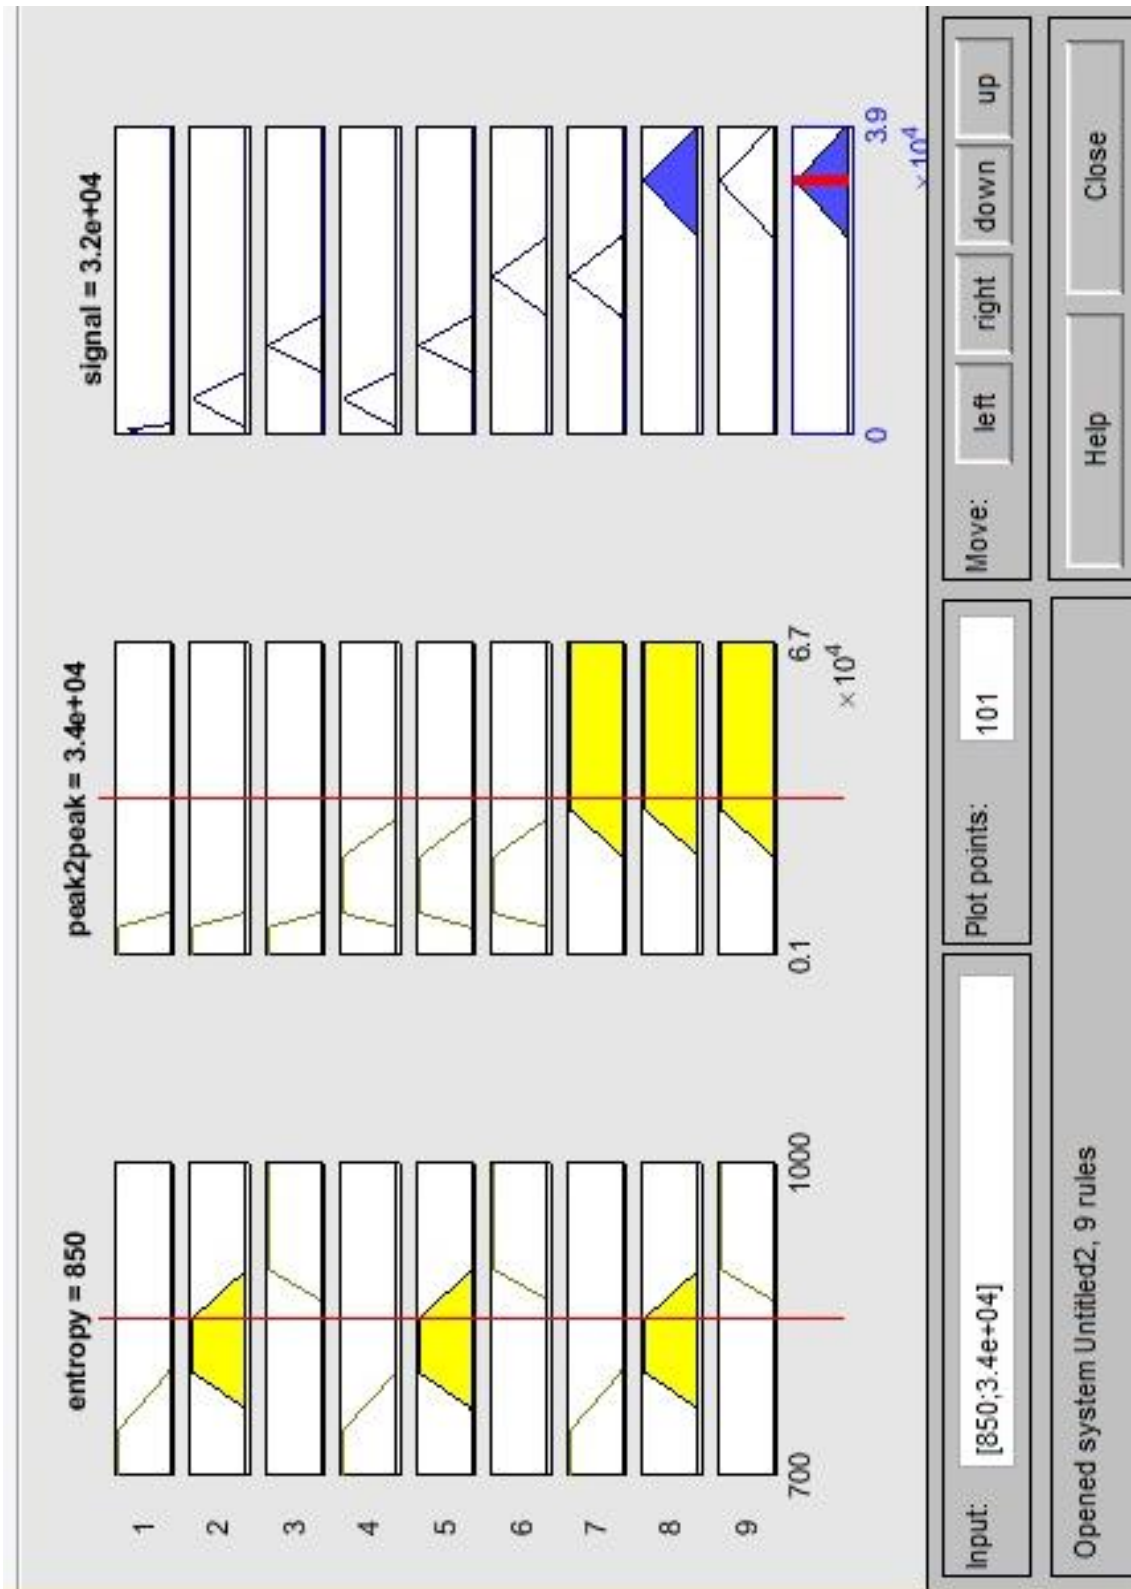 entropy = 850
peak2peak = 3.4e+04
signal = 3.2e+04
1
2
3
4
5
6
7
8
9
700
1000
0.1
6.7
×10⁴
0
3.9
×10⁴
Input:
[850;3.4e+04]
Plot points:
101
Move:
left
right
down
up
Opened system Untitled2, 9 rules
Help
Close